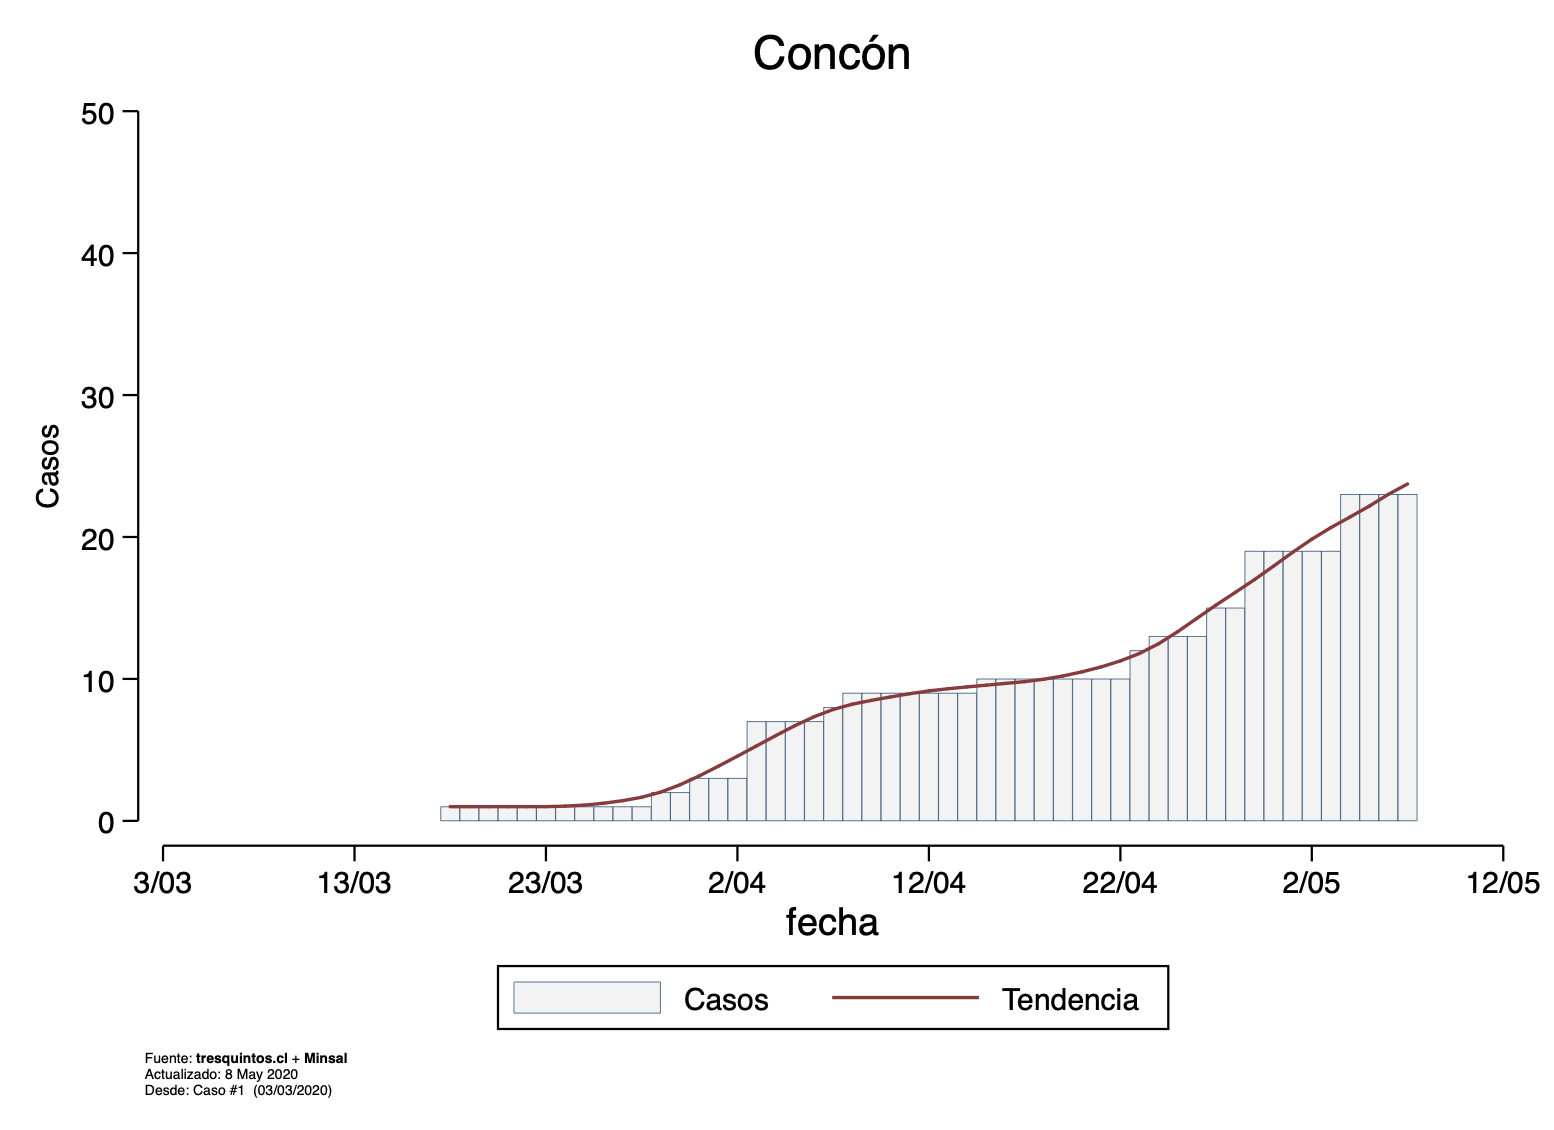 Concón
50
40
30
20
10
0
Casos
3/03 13/03 23/03 2/04 12/04 22/04 2/05 12/05
fecha
Casos Tendencia
Fuente: tresquintos.cl + Minsal
Actualizado: 8 May 2020
Desde: Caso #1 (03/03/2020)